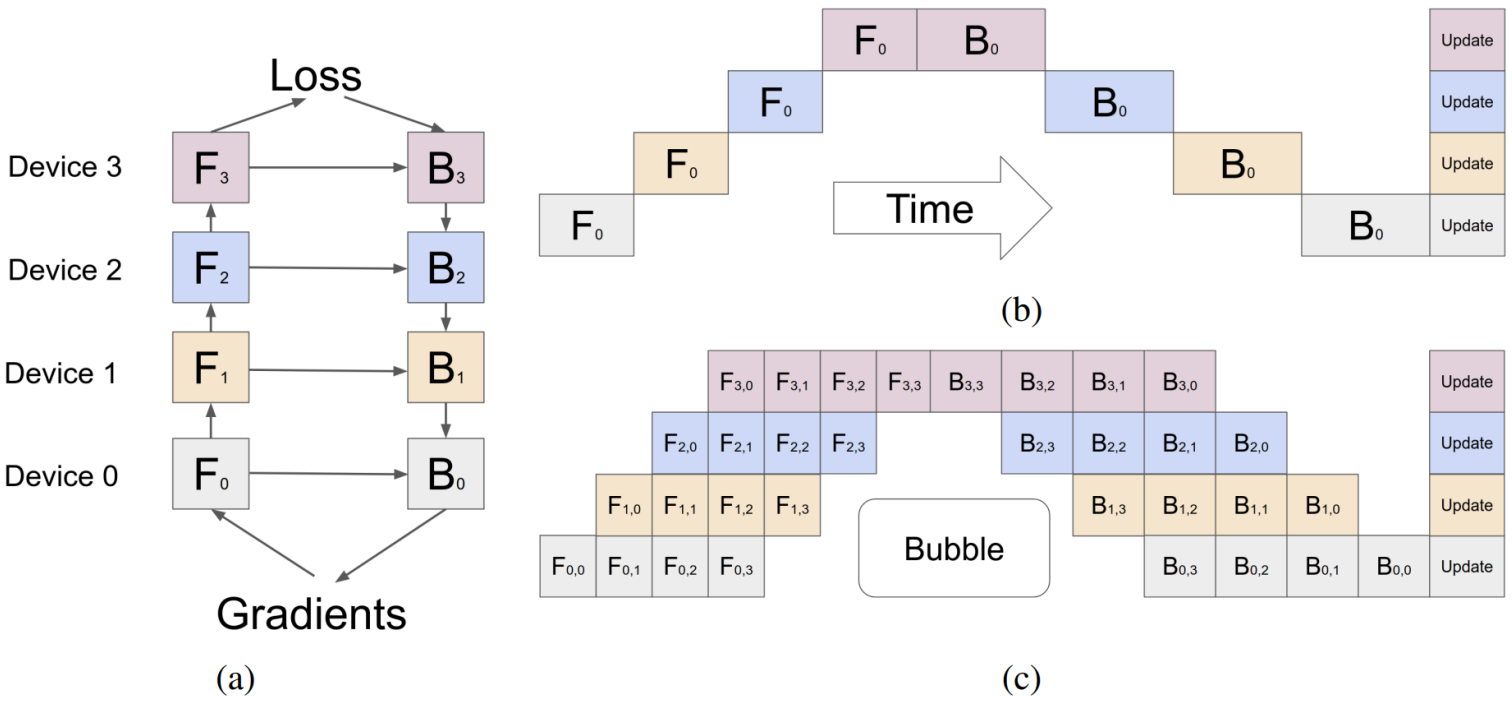 Loss
Device 3 F3 B3
Device 2 F2 B2
Device 1 F1 B1
Device 0 F0 B0
Gradients
(a)
F0 B0 Update
F0 B0 Update
F0 B0 Update
F0 B0 Update
Time
(b)
F3,0 F3,1 F3,2 F3,3 B3,3 B3,2 B3,1 B3,0 Update
F2,0 F2,1 F2,2 F2,3 B2,3 B2,2 B2,1 B2,0 Update
F1,0 F1,1 F1,2 F1,3 B1,3 B1,2 B1,1 B1,0 Update
Bubble
F0,0 F0,1 F0,2 F0,3 B0,3 B0,2 B0,1 B0,0 Update
(c)